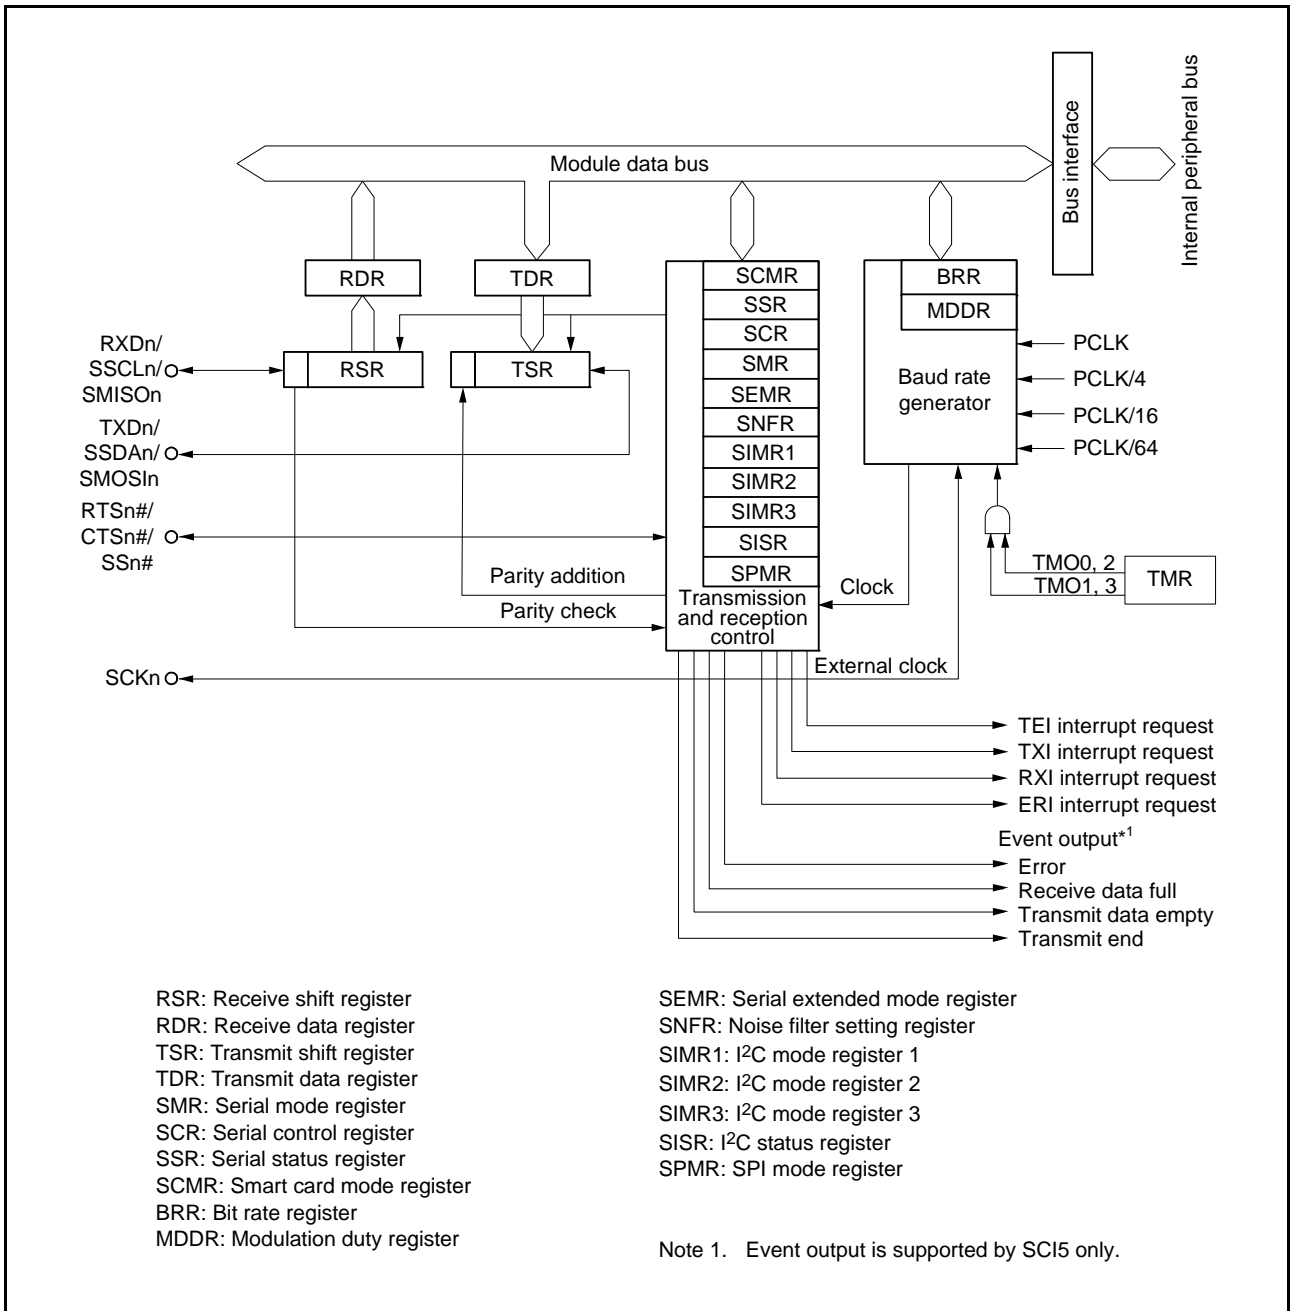 Module data bus
Bus interface
Internal peripheral bus
RDR
TDR
SCMR
SSR
SCR
SMR
SEMR
SNFR
SIMR1
SIMR2
SIMR3
SISR
SPMR
Transmission
and reception
control
BRR
MDDR
Baud rate
generator
PCLK
PCLK/4
PCLK/16
PCLK/64
RSR
TSR
RXDn/
SSCLn/
SMISOn
TXDn/
SSDAn/
SMOSIn
RTSn#/
CTSn#/
SSn#
Parity addition
Parity check
Clock
TMO0, 2
TMO1, 3
TMR
SCKn
External clock
TEI interrupt request
TXI interrupt request
RXI interrupt request
ERI interrupt request
Event output*1
Error
Receive data full
Transmit data empty
Transmit end
RSR: Receive shift register
RDR: Receive data register
TSR: Transmit shift register
TDR: Transmit data register
SMR: Serial mode register
SCR: Serial control register
SSR: Serial status register
SCMR: Smart card mode register
BRR: Bit rate register
MDDR: Modulation duty register
SEMR: Serial extended mode register
SNFR: Noise filter setting register
SIMR1: I2C mode register 1
SIMR2: I2C mode register 2
SIMR3: I2C mode register 3
SISR: I2C status register
SPMR: SPI mode register
Note 1. Event output is supported by SCI5 only.